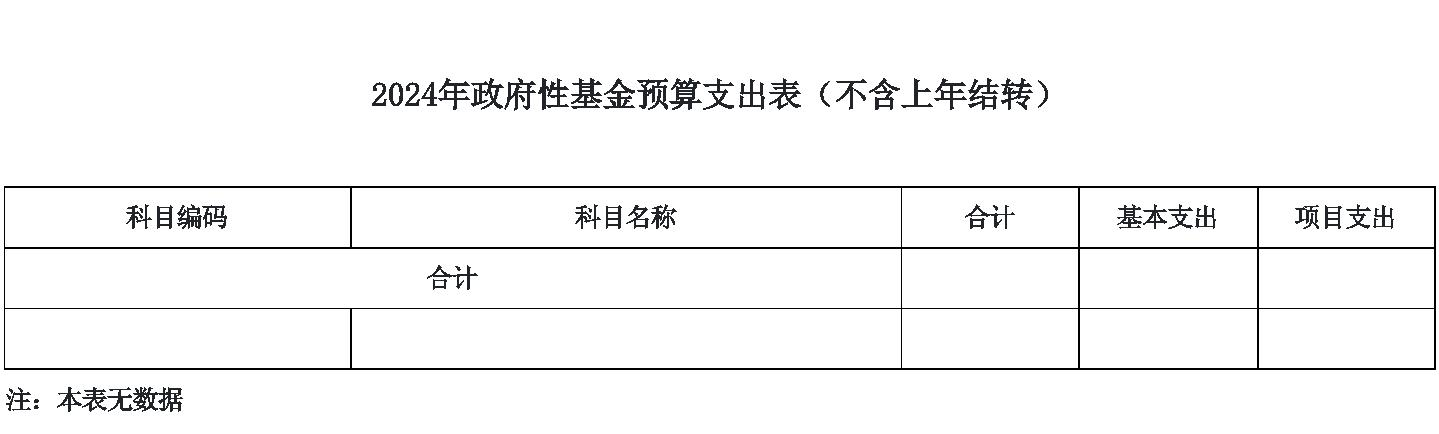 2024年政府性基金预算支出表（不含上年结转）
科目编码 科目名称 合计 基本支出 项目支出
合计
注：本表无数据